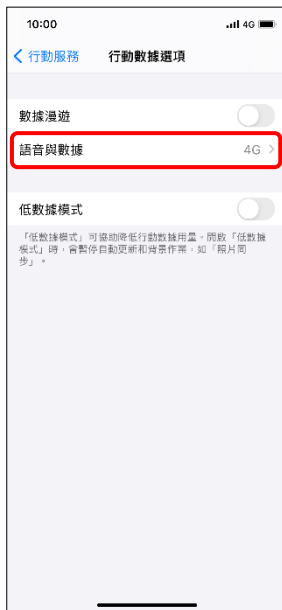 10:00 4G
行動服務 行動數據選項
數據漫遊
語音與數據 4G
低數據模式
「低數據模式」可協助降低行動數據用量。開啟「低數據
模式」時，會暫停自動更新和背景作業，如「照片同
步」。